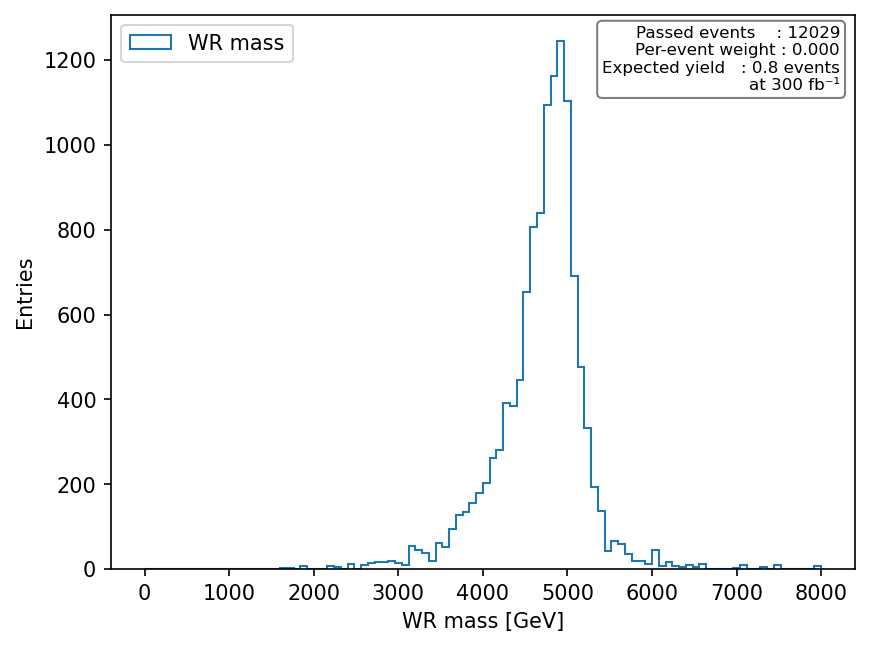 WR mass
Passed events : 12029
Per-event weight : 0.000
Expected yield : 0.8 events
at 300 fb⁻¹
1200
1000
800
600
400
200
0
Entries
0 1000 2000 3000 4000 5000 6000 7000 8000
WR mass [GeV]